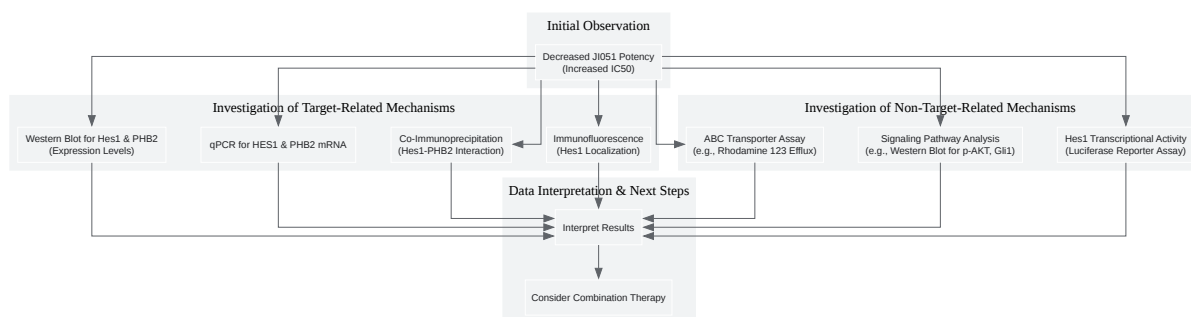 Initial Observation
Decreased JI051 Potency
(Increased IC50)
Investigation of Target-Related Mechanisms
Investigation of Non-Target-Related Mechanisms
Western Blot for Hes1 & PHB2
(Expression Levels)
qPCR for HES1 & PHB2 mRNA
Co-Immunoprecipitation
(Hes1-PHB2 Interaction)
Immunofluorescence
(Hes1 Localization)
ABC Transporter Assay
(e.g., Rhodamine 123 Efflux)
Signaling Pathway Analysis
(e.g., Western Blot for p-AKT, Gli1)
Hes1 Transcriptional Activity
(Luciferase Reporter Assay)
Data Interpretation & Next Steps
Interpret Results
Consider Combination Therapy